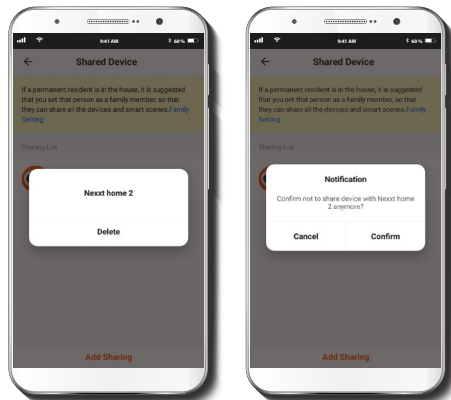 9:41 AM
60%
Shared Device
If a permanent resident is in the house, it is suggested
that you set that person as a family member, so that
they can share all the devices and smart scenes.Family
Setting
Sharing List
Nexxt home 2
Delete
Add Sharing
9:41 AM
60%
Shared Device
If a permanent resident is in the house, it is suggested
that you set that person as a family member, so that
they can share all the devices and smart scenes.Family
Setting
Sharing List
Notification
Confirm not to share device with Nexxt home
2 anymore?
Cancel Confirm
Add Sharing